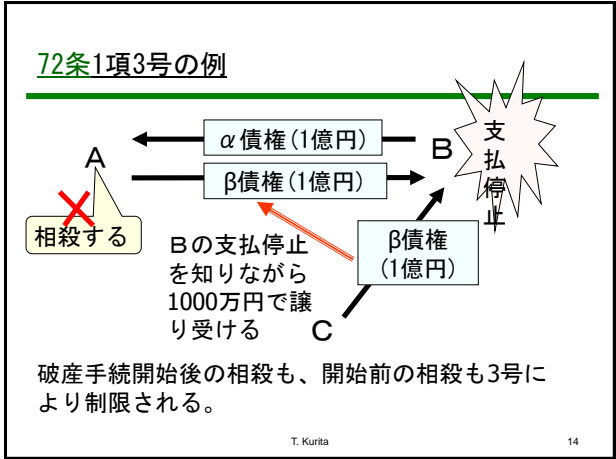 72条1項3号の例
α債権(1億円)
A
B
支払停止
β債権(1億円)
相殺する
Bの支払停止
を知りながら
1000万円で譲
り受ける
β債権
(1億円)
C
破産手続開始後の相殺も、開始前の相殺も3号に
より制限される。
T. Kurita
14